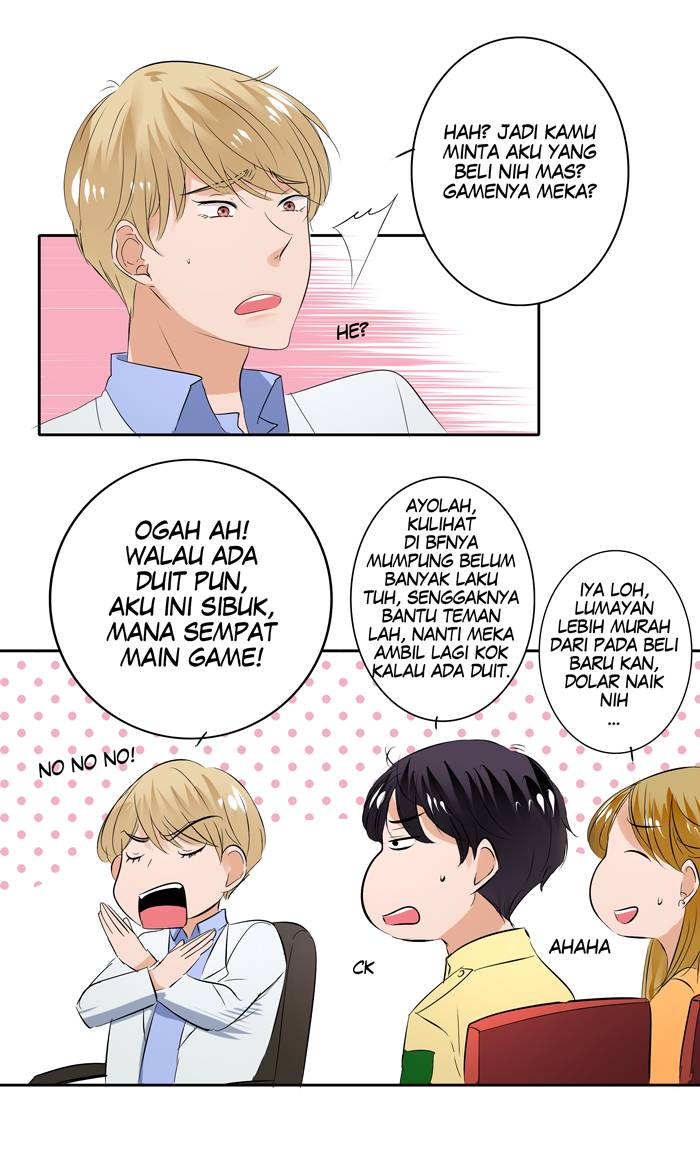 HAH? JADI KAMU
MINTA AKU YANG
BELI NIH MAS?
GAMENYA MEKA?
HE?
OGAH AH!
WALAU ADA
DUIT PUN,
AKU INI SIBUK,
MANA SEMPAT
MAIN GAME!
NO NO NO!
AYOLAH,
KULIHAT
DI BFNYA
MUMPUNG BELUM
BANYAK LAKU
TUH, SENGGAKNYA
BANTU TEMAN
LAH, NANTI MEKA
AMBIL LAGI KOK
KALAU ADA DUIT.
CK
IYA LOH,
LUMAYAN
LEBIH MURAH
DARI PADA BELI
BARU KAN,
DOLAR NAIK
NIH
...
AHAHA